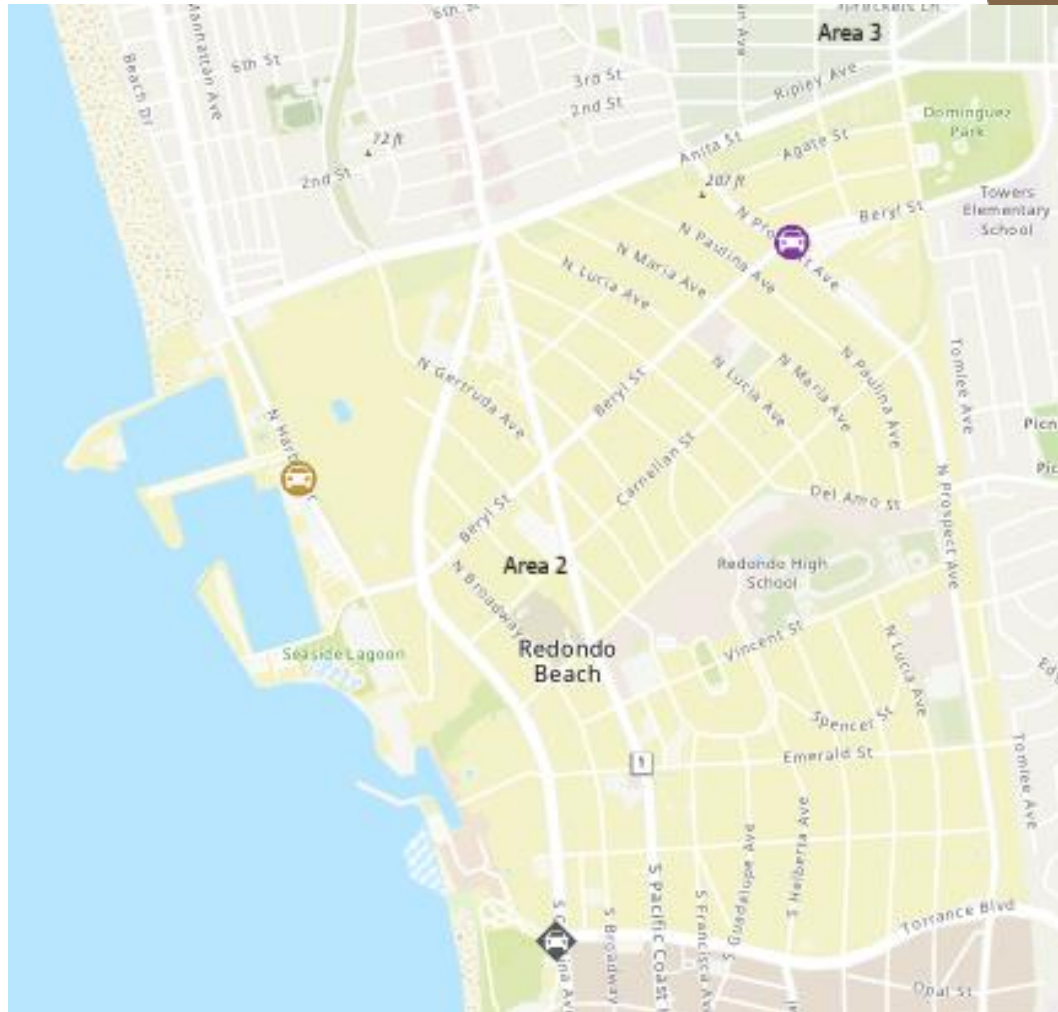 Spreckels Ln
Area 3
6th St
Manhattan Ave
Beach Dr
6th St
3rd St
2nd St
Ripley Ave
Dominguez
Park
72 ft
Anita St
Agate St
2nd St
207 ft
Towers
Elementary
School
Beryl St
N Paulina Ave
N Maria Ave
N Lucia Ave
Tomlee Ave
N Gertruda Ave
Beryl St
N Lucia Ave
N Maria Ave
N Paulina Ave
Carnelian St
Del Amo St
N Prospect Ave
Beryl St
Area 2
N Broadway
Redondo High
School
Redondo
Beach
Seaside Lagoon
Vincent St
N Lucia Ave
Spencer St
1
Emerald St
Tomlee Ave
S Guadalupe Ave
S Helberta Ave
S Broadway
S Pacific Coast
S Francisca Ave
Torrance Blvd
Opal St